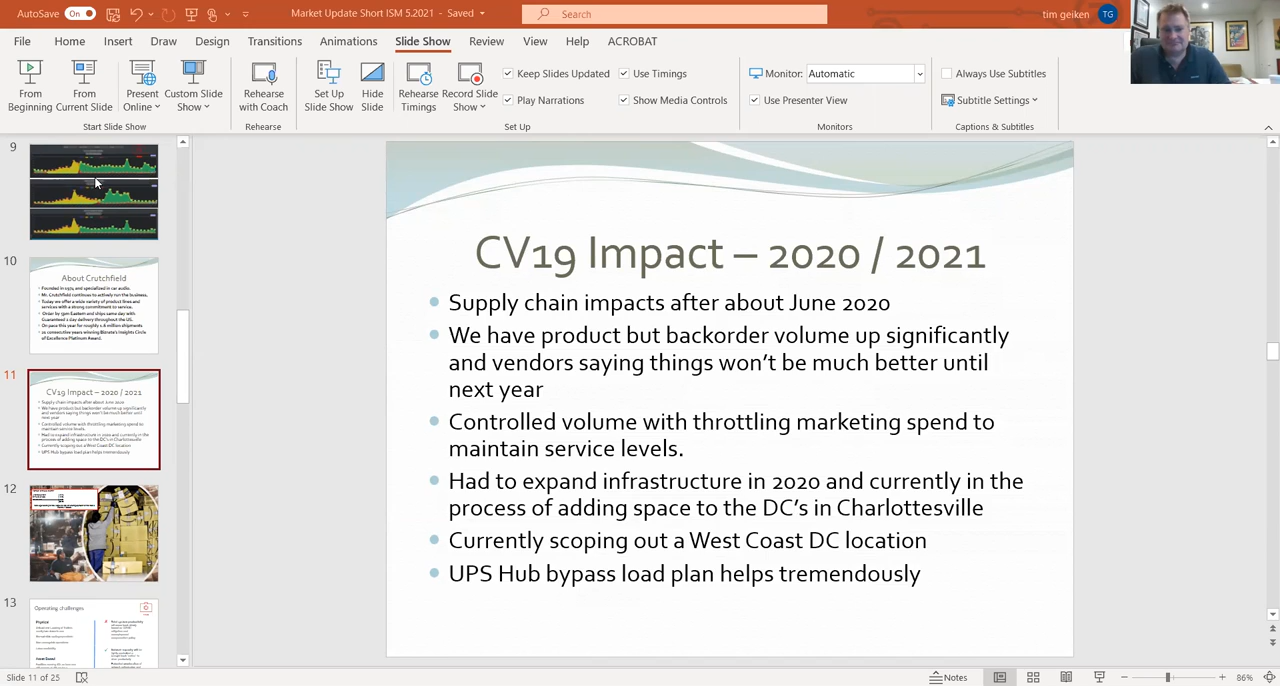 AutoSave On Market Update Short ISM 5.2021 - Saved Search tim geiken TG
File Home Insert Draw Design Transitions Animations Slide Show Review View Help ACROBAT
From Beginning
From Current Slide
Present Online
Custom Slide Show
Start Slide Show
Rehearse with Coach
Rehearse
Set Up Slide Show
Hide Slide
Rehearse Timings
Record Slide Show
Keep Slides Updated
Play Narrations
Use Timings
Show Media Controls
Set Up
Monitor: Automatic
Use Presenter View
Monitors
Always Use Subtitles
Subtitle Settings
Captions & Subtitles
9
10
About Crutchfield
11
CV19 Impact – 2020 / 2021
12
13
Operating challenges
CV19 Impact – 2020 / 2021
Supply chain impacts after about June 2020
We have product but backorder volume up significantly
and vendors saying things won't be much better until
next year
Controlled volume with throttling marketing spend to
maintain service levels.
Had to expand infrastructure in 2020 and currently in the
process of adding space to the DC's in Charlottesville
Currently scoping out a West Coast DC location
UPS Hub bypass load plan helps tremendously
Slide 11 of 25 Notes 86%